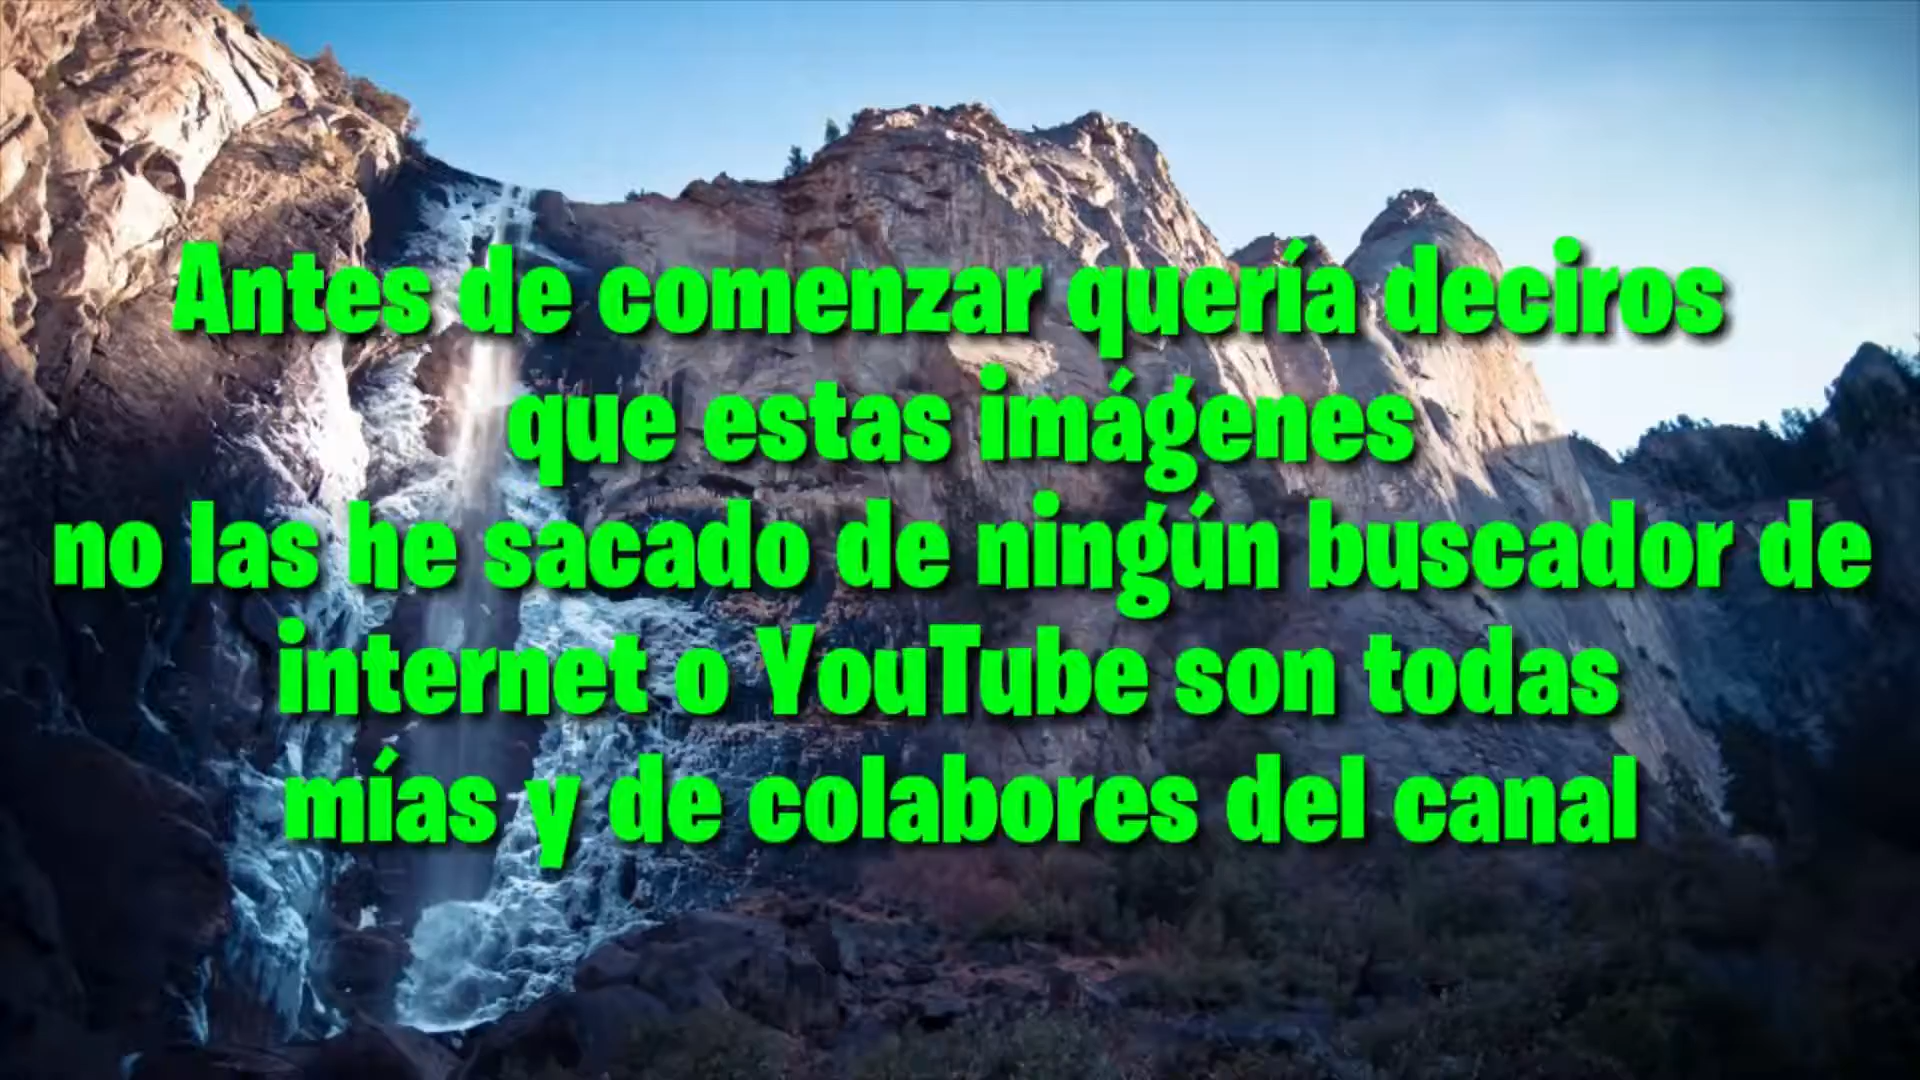 Antes de comenzar quería deciros
que estas imágenes
no las he sacado de ningún buscador de
internet o YouTube son todas
mías y de colabores del canal